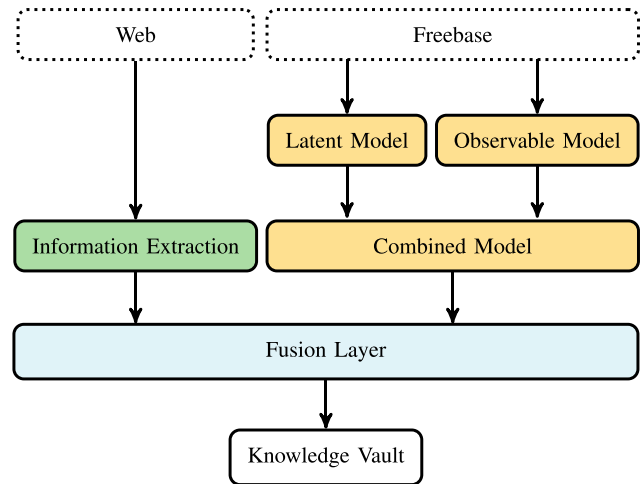 Web
Freebase
Latent Model
Observable Model
Information Extraction
Combined Model
Fusion Layer
Knowledge Vault